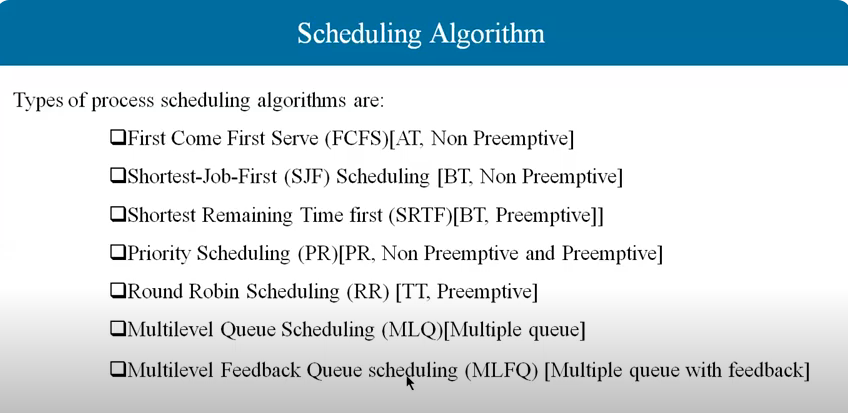 Scheduling Algorithm
Types of process scheduling algorithms are:
❑First Come First Serve (FCFS)[AT, Non Preemptive]
❑Shortest-Job-First (SJF) Scheduling [BT, Non Preemptive]
❑Shortest Remaining Time first (SRTF)[BT, Preemptive]]
❑Priority Scheduling (PR)[PR, Non Preemptive and Preemptive]
❑Round Robin Scheduling (RR) [TT, Preemptive]
❑Multilevel Queue Scheduling (MLQ)[Multiple queue]
❑Multilevel Feedback Queue scheduling (MLFQ) [Multiple queue with feedback]